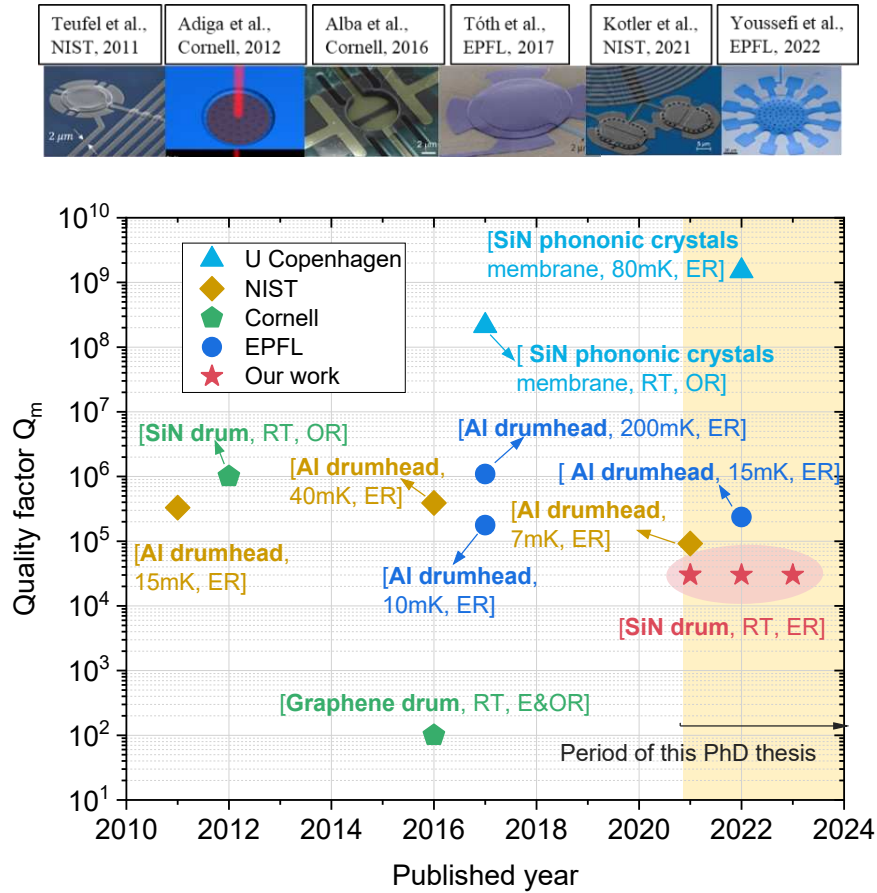 Teufel et al.,
NIST, 2011
Adiga et al.,
Cornell, 2012
Alba et al.,
Cornell, 2016
Tóth et al.,
EPFL, 2017
Kotler et al.,
NIST, 2021
Youssefi et al.,
EPFL, 2022
2 μm
2 μm
2 μm
5 μm
Quality factor Qm
10^10
10^9
10^8
10^7
10^6
10^5
10^4
10^3
10^2
10^1
U Copenhagen
NIST
Cornell
EPFL
Our work
[SiN phononic crystals
membrane, 80mK, ER]
[ SiN phononic crystals
membrane, RT, OR]
[SiN drum, RT, OR]
[Al drumhead, 200mK, ER]
[Al drumhead,
40mK, ER]
[ Al drumhead, 15mK, ER]
[Al drumhead,
7mK, ER]
[Al drumhead,
15mK, ER]
[Al drumhead,
10mK, ER]
[SiN drum, RT, ER]
[Graphene drum, RT, E&OR]
Period of this PhD thesis
2010
2012
2014
2016
2018
2020
2022
2024
Published year